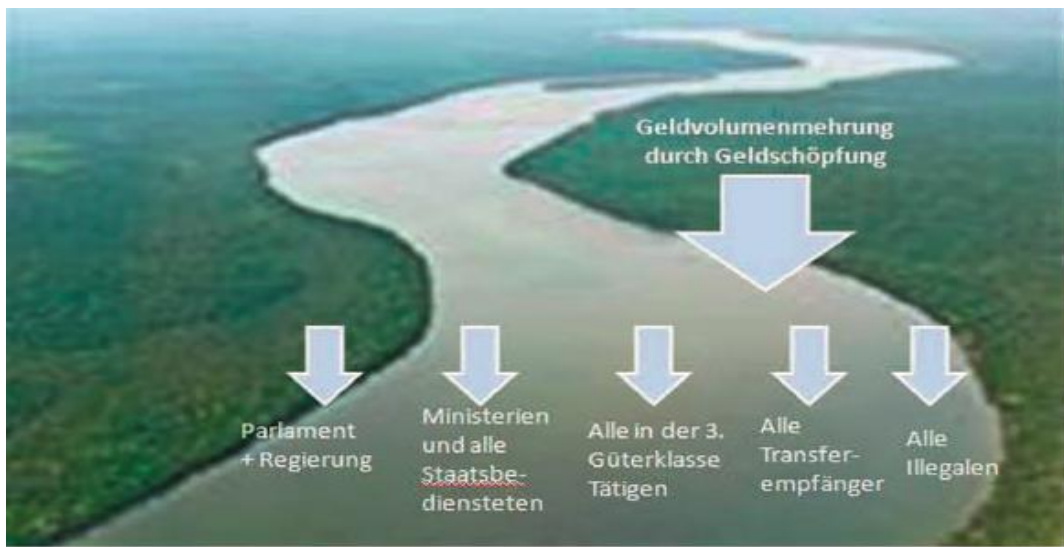 Geldvolumenmehrung
durch Geldschöpfung
Parlament
+ Regierung
Ministerien
und alle
Staatsbe-
diensteten
Alle in der 3.
Güterklasse
Tätigen
Alle
Transfer-
empfänger
Alle
Illegalen